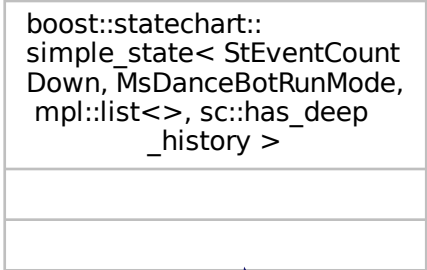 boost::statechart::
simple_state< StEventCount
Down, MsDanceBotRunMode,
mpl::list<>, sc::has_deep
_history >